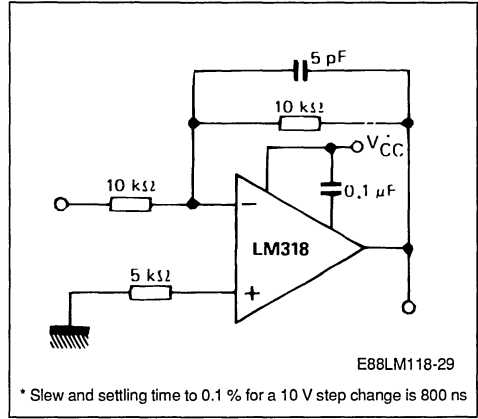 5 pF
10 kΩ
V+CC
10 kΩ
−
0.1 µF
LM318
5 kΩ
+
E88LM118-29
* Slew and settling time to 0.1 % for a 10 V step change is 800 ns